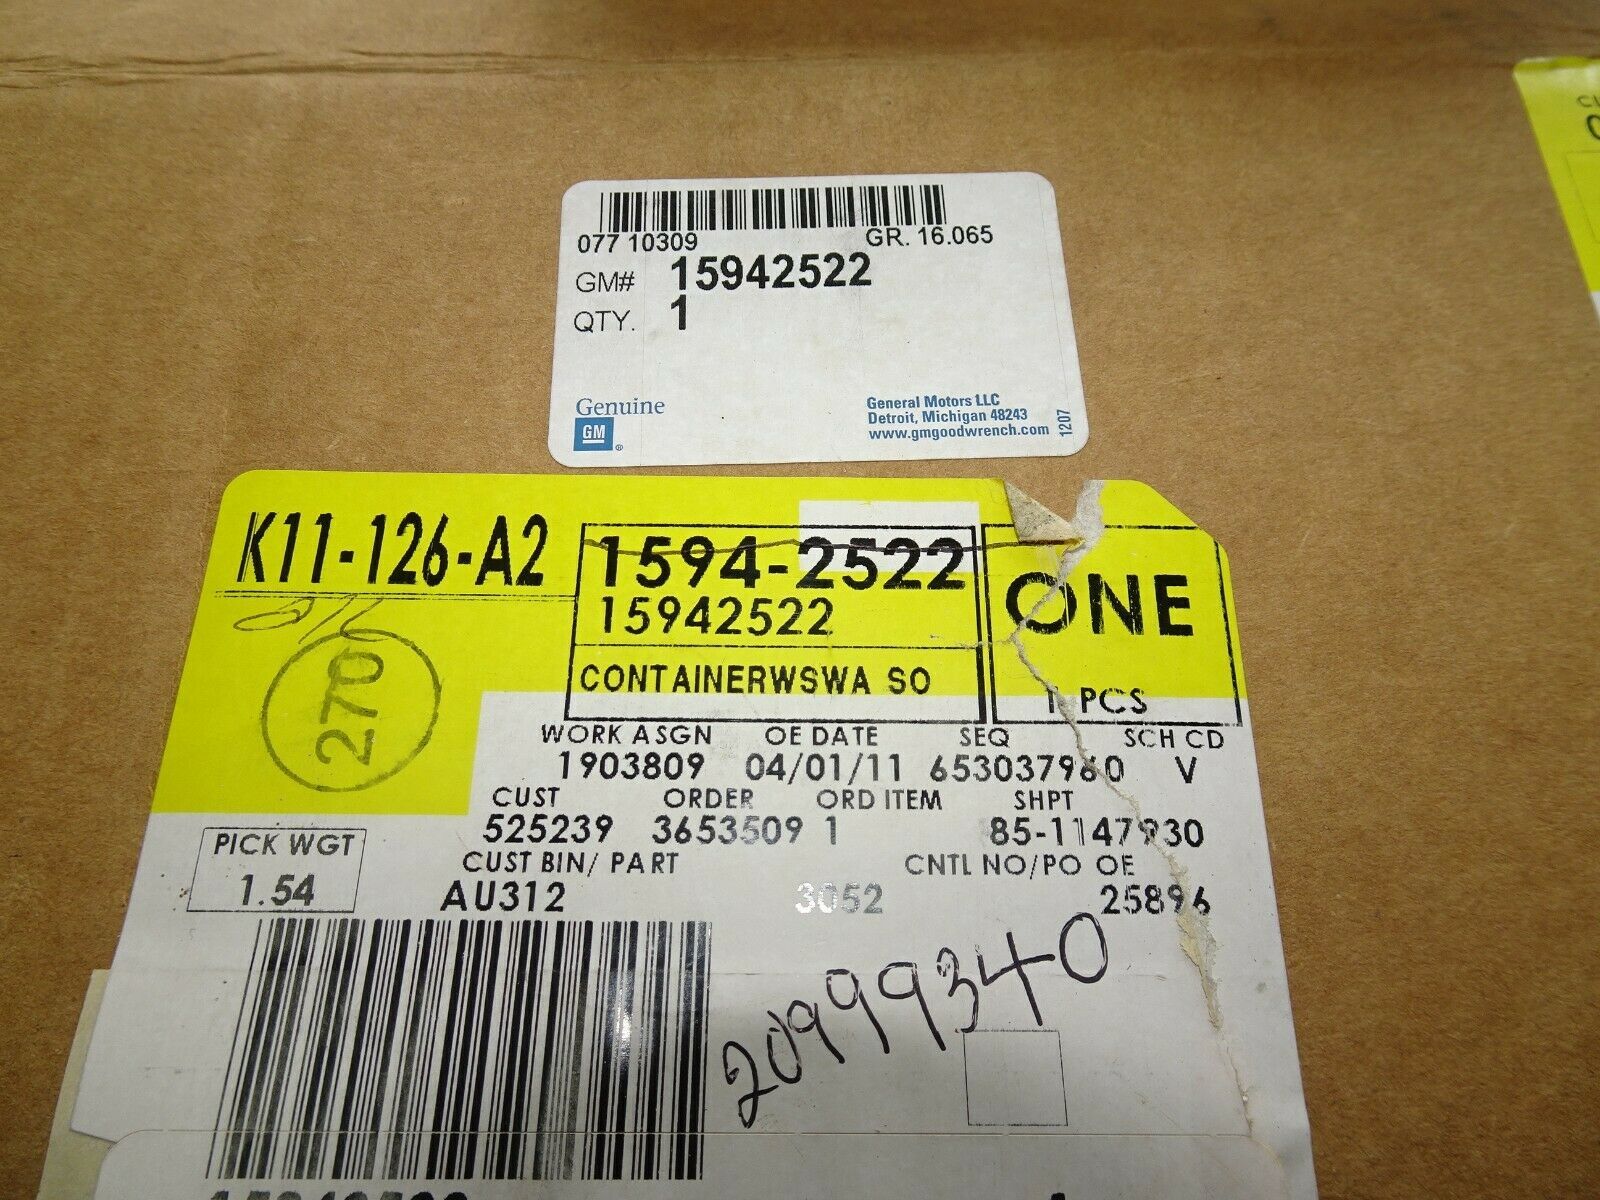 07710309 GR. 16.065
GM# 15942522
QTY. 1
Genuine
GM ®
General Motors LLC
Detroit, Michigan 48243
www.gmgoodwrench.com
1207
K11-126-A2
270
1594-2522
15942522
CONTAINERWSWA SO
ONE
1 PCS
WORK ASGN OE DATE SEQ SCH CD
1903809 04/01/11 653037960 V
CUST ORDER ORD ITEM SHPT
525239 3653509 1 85-1147930
PICK WGT
1.54
CUST BIN/ PART CNTL NO/PO OE
AU312 3052 25896
20999340